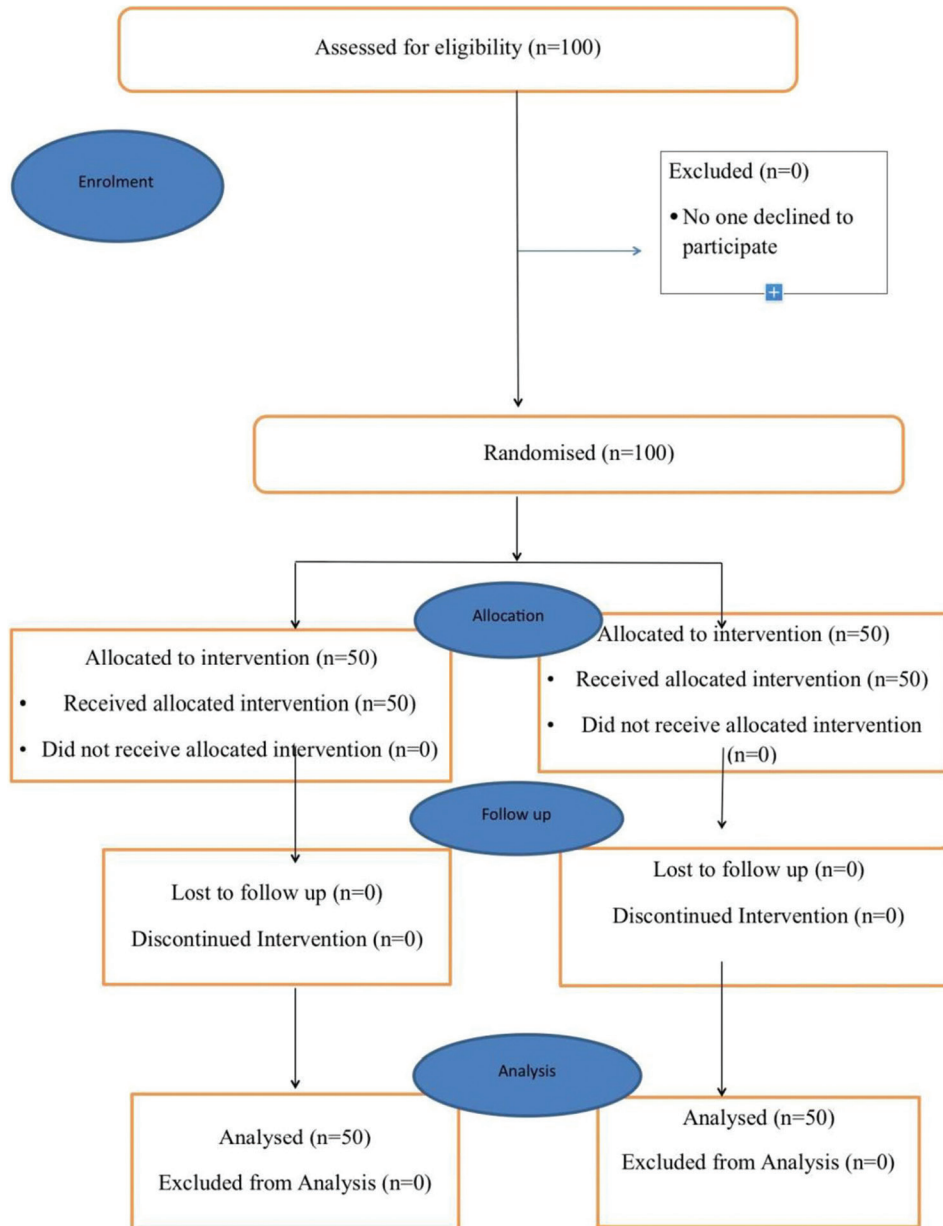 Assessed for eligibility (n=100)
Enrolment
Excluded (n=0)
• No one declined to
participate
Randomised (n=100)
Allocation
Allocated to intervention (n=50)
• Received allocated intervention (n=50)
• Did not receive allocated intervention (n=0)
Allocated to intervention (n=50)
• Received allocated intervention (n=50)
• Did not receive allocated intervention
(n=0)
Follow up
Lost to follow up (n=0)
Discontinued Intervention (n=0)
Lost to follow up (n=0)
Discontinued Intervention (n=0)
Analysis
Analysed (n=50)
Excluded from Analysis (n=0)
Analysed (n=50)
Excluded from Analysis (n=0)